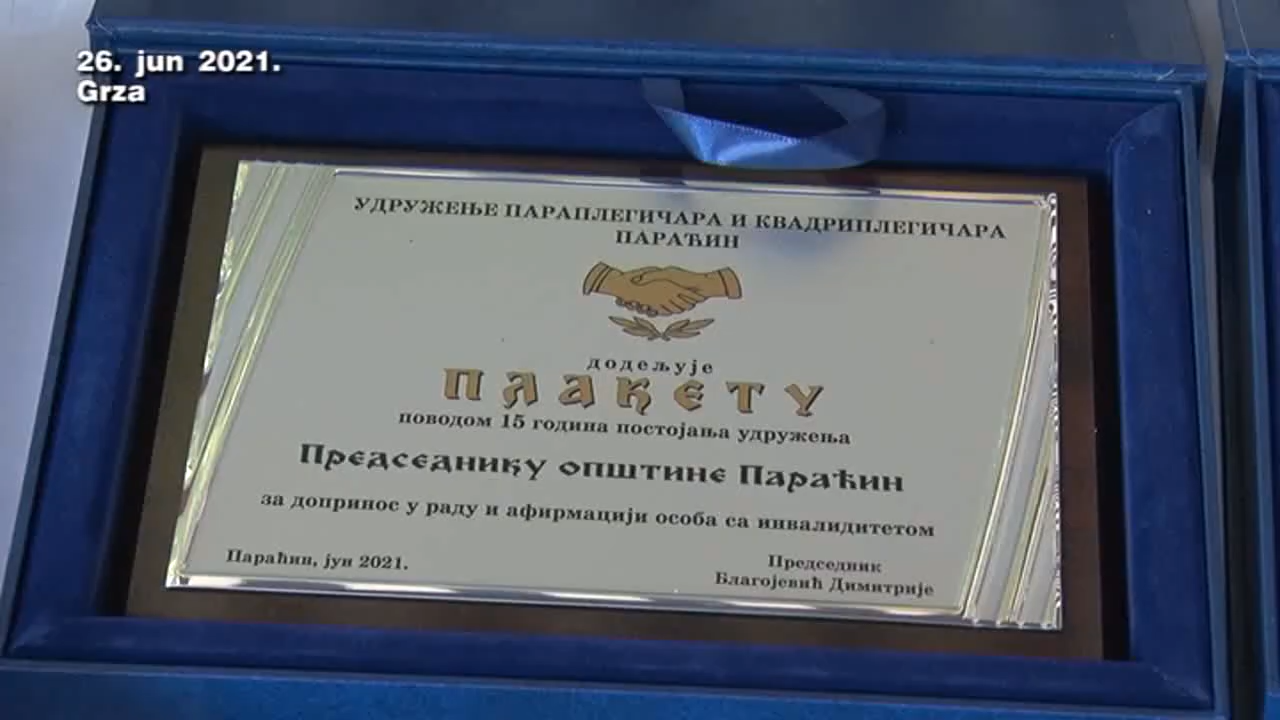 26. jun 2021.
Grza
УДРУЖЕЊЕ ПАРАПЛЕГИЧАРА И КВАДРИПЛЕГИЧАРА
ПАРАЋИН
додељује
ПЛАКЕТУ
поводом 15 година постојања удружења
Председнику општине Параћин
за допринос у раду и афирмацији особа са инвалидитетом
Параћин, јун 2021.
Председник
Благојевић Димитрије